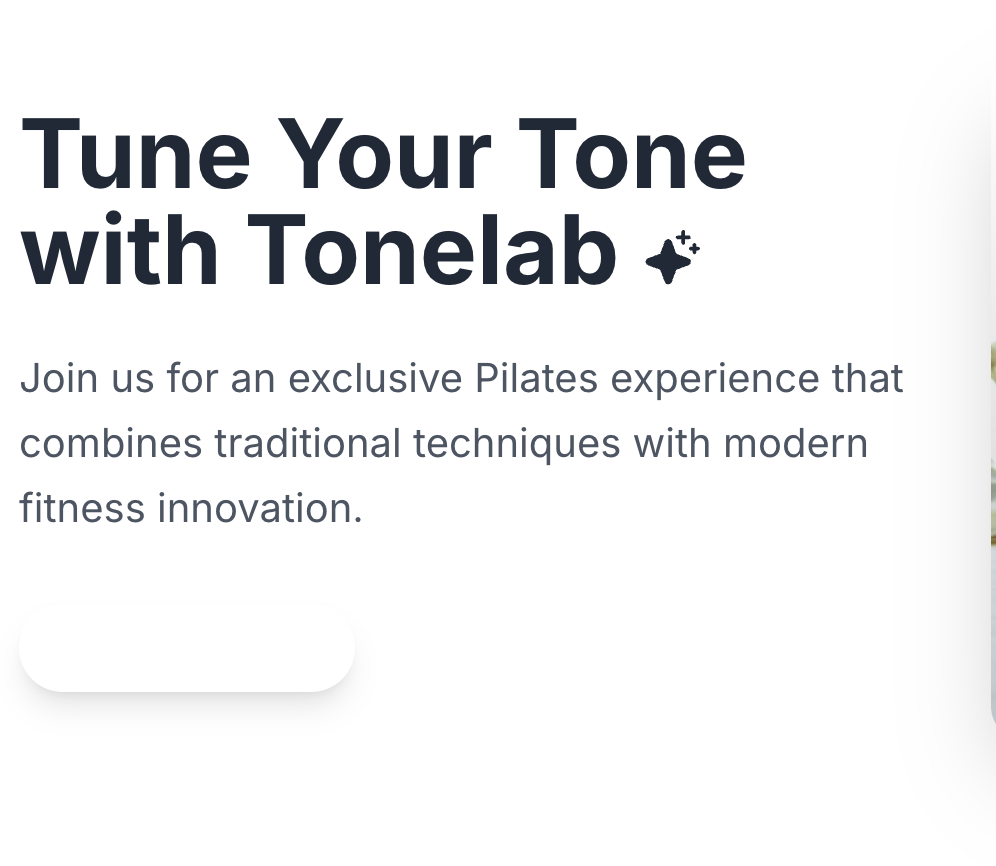 Tune Your Tone
with Tonelab
Join us for an exclusive Pilates experience that
combines traditional techniques with modern
fitness innovation.